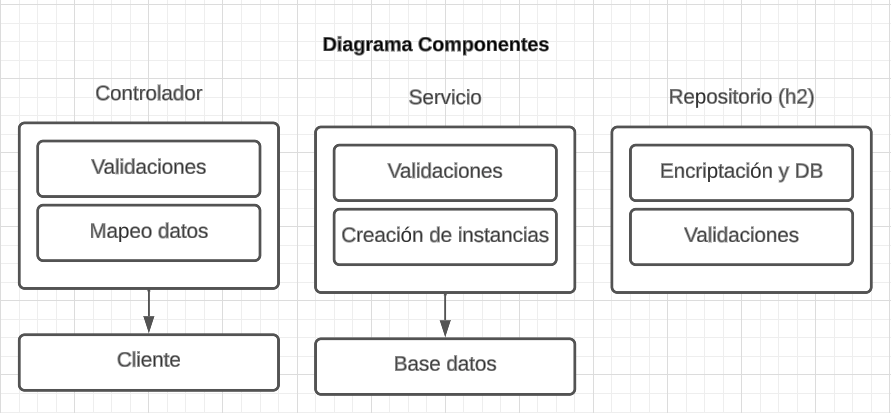 Diagrama Componentes
Controlador
Servicio
Repositorio (h2)
Validaciones
Mapeo datos
Validaciones
Creación de instancias
Encriptación y DB
Validaciones
Cliente
Base datos